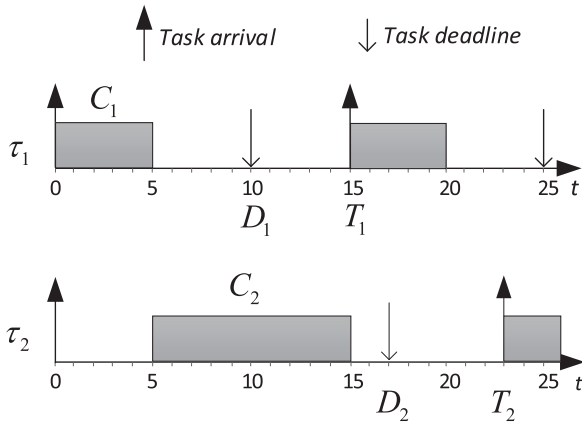 Task arrival Task deadline
C₁
τ₁
0 5 10 15 20 25 t
D₁ T₁
C₂
τ₂
0 5 10 15 20 25 t
D₂ T₂